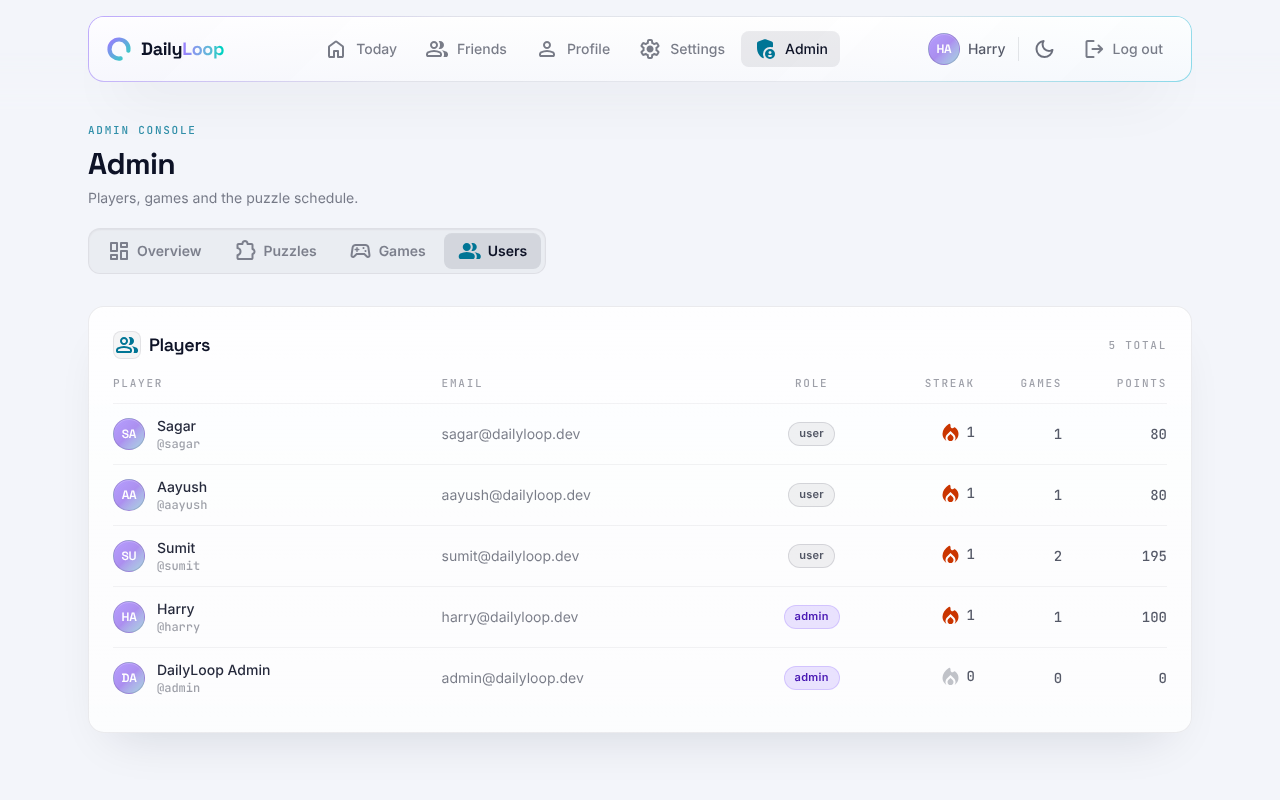 DailyLoop Today Friends Profile Settings Admin HA Harry Log out
ADMIN CONSOLE
Admin
Players, games and the puzzle schedule.
Overview Puzzles Games Users
Players 5 TOTAL
PLAYER EMAIL ROLE STREAK GAMES POINTS
SA Sagar @sagar sagar@dailyloop.dev user 1 1 80
AA Aayush @aayush aayush@dailyloop.dev user 1 1 80
SU Sumit @sumit sumit@dailyloop.dev user 1 2 195
HA Harry @harry harry@dailyloop.dev admin 1 1 100
DA DailyLoop Admin @admin admin@dailyloop.dev admin 0 0 0